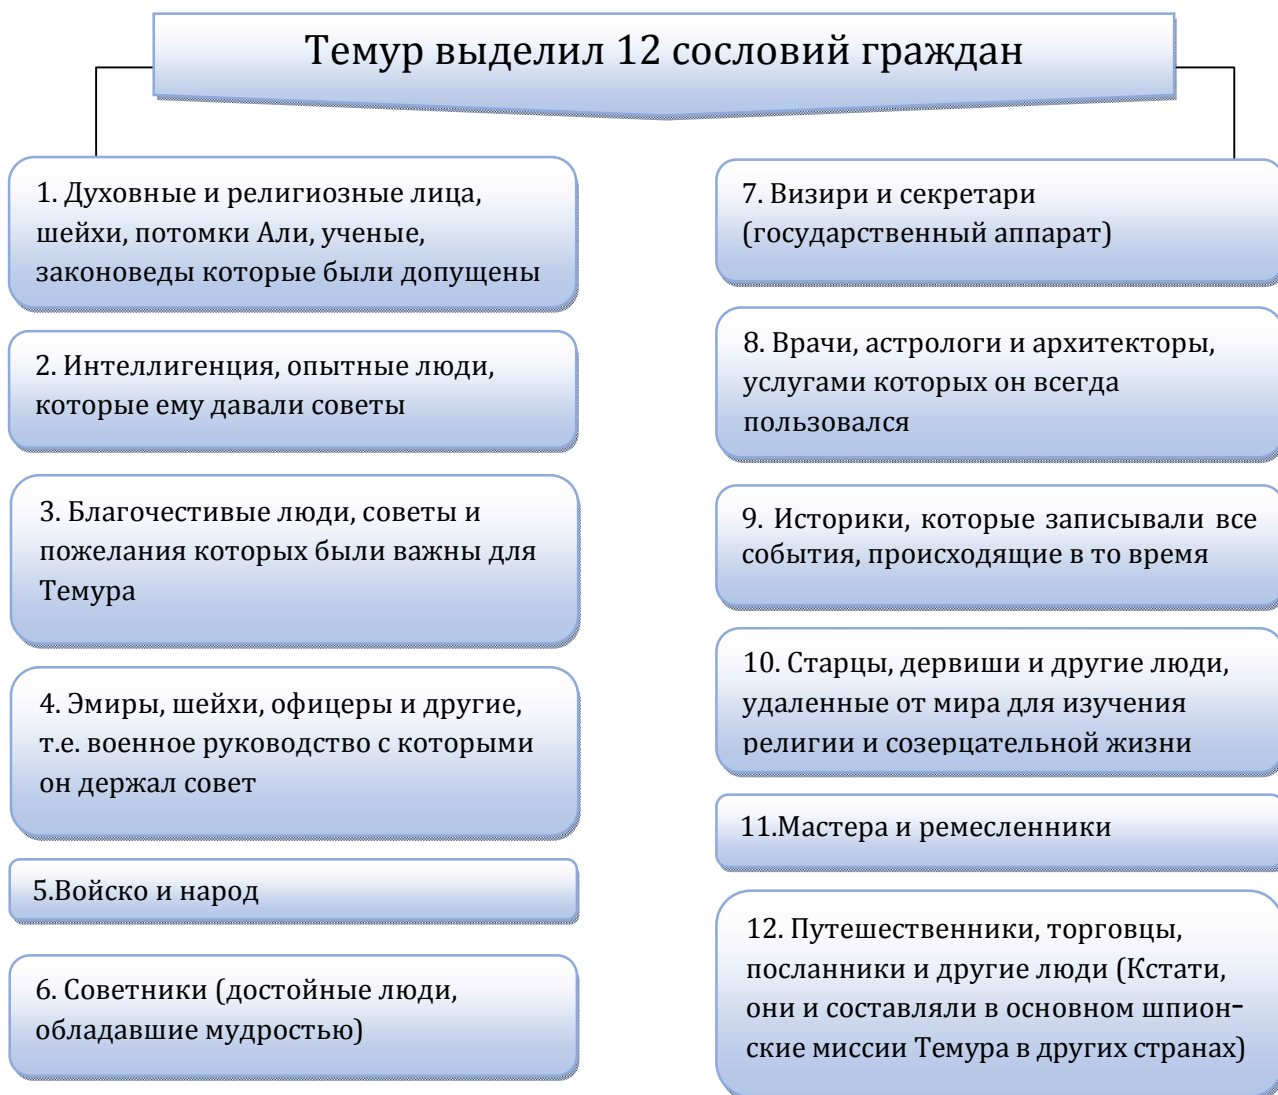 Темур выделил 12 сословий граждан
1. Духовные и религиозные лица,
шейхи, потомки Али, ученые,
законоведы которые были допущены
2. Интеллигенция, опытные люди,
которые ему давали советы
3. Благочестивые люди, советы и
пожелания которых были важны для
Темура
4. Эмиры, шейхи, офицеры и другие,
т.е. военное руководство с которыми
он держал совет
5.Войско и народ
6. Советники (достойные люди,
обладавшие мудростью)
7. Визири и секретари
(государственный аппарат)
8. Врачи, астрологи и архитекторы,
услугами которых он всегда
пользовался
9. Историки, которые записывали все
события, происходящие в то время
10. Старцы, дервиши и другие люди,
удаленные от мира для изучения
религии и созерцательной жизни
11.Мастера и ремесленники
12. Путешественники, торговцы,
посланники и другие люди (Кстати,
они и составляли в основном шпион-
ские миссии Темура в других странах)